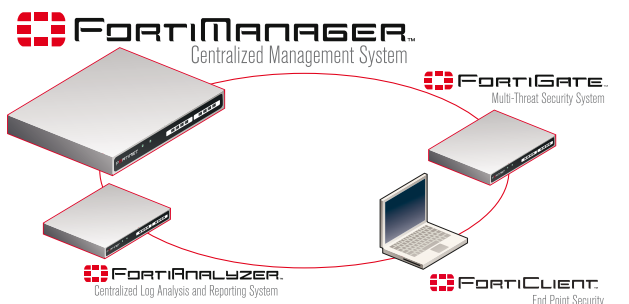 FORTIMANAGER™
Centralized Management System
FORTIGATE™
Multi-Threat Security System
FORTINET
FORTIANALYZER™
Centralized Log Analysis and Reporting System
FORTICLIENT™
End Point Security